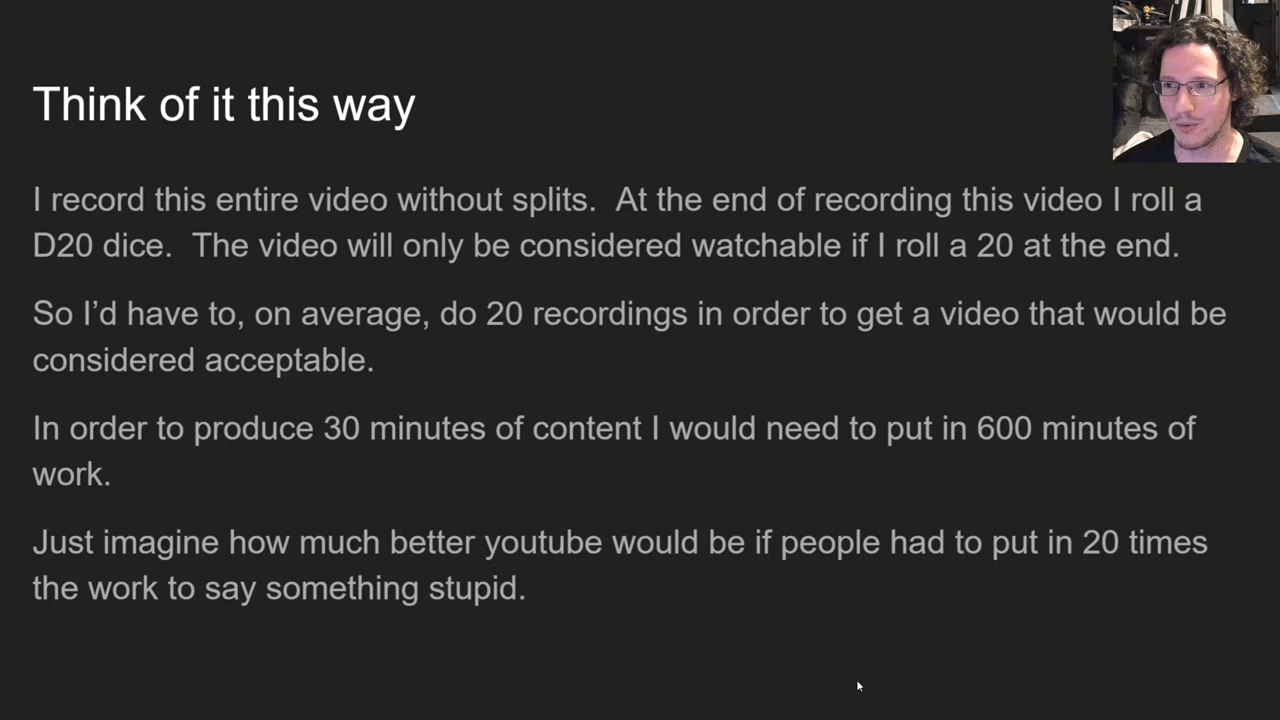 Think of it this way
I record this entire video without splits.  At the end of recording this video I roll a
D20 dice.  The video will only be considered watchable if I roll a 20 at the end.
So I’d have to, on average, do 20 recordings in order to get a video that would be
considered acceptable.
In order to produce 30 minutes of content I would need to put in 600 minutes of
work.
Just imagine how much better youtube would be if people had to put in 20 times
the work to say something stupid.